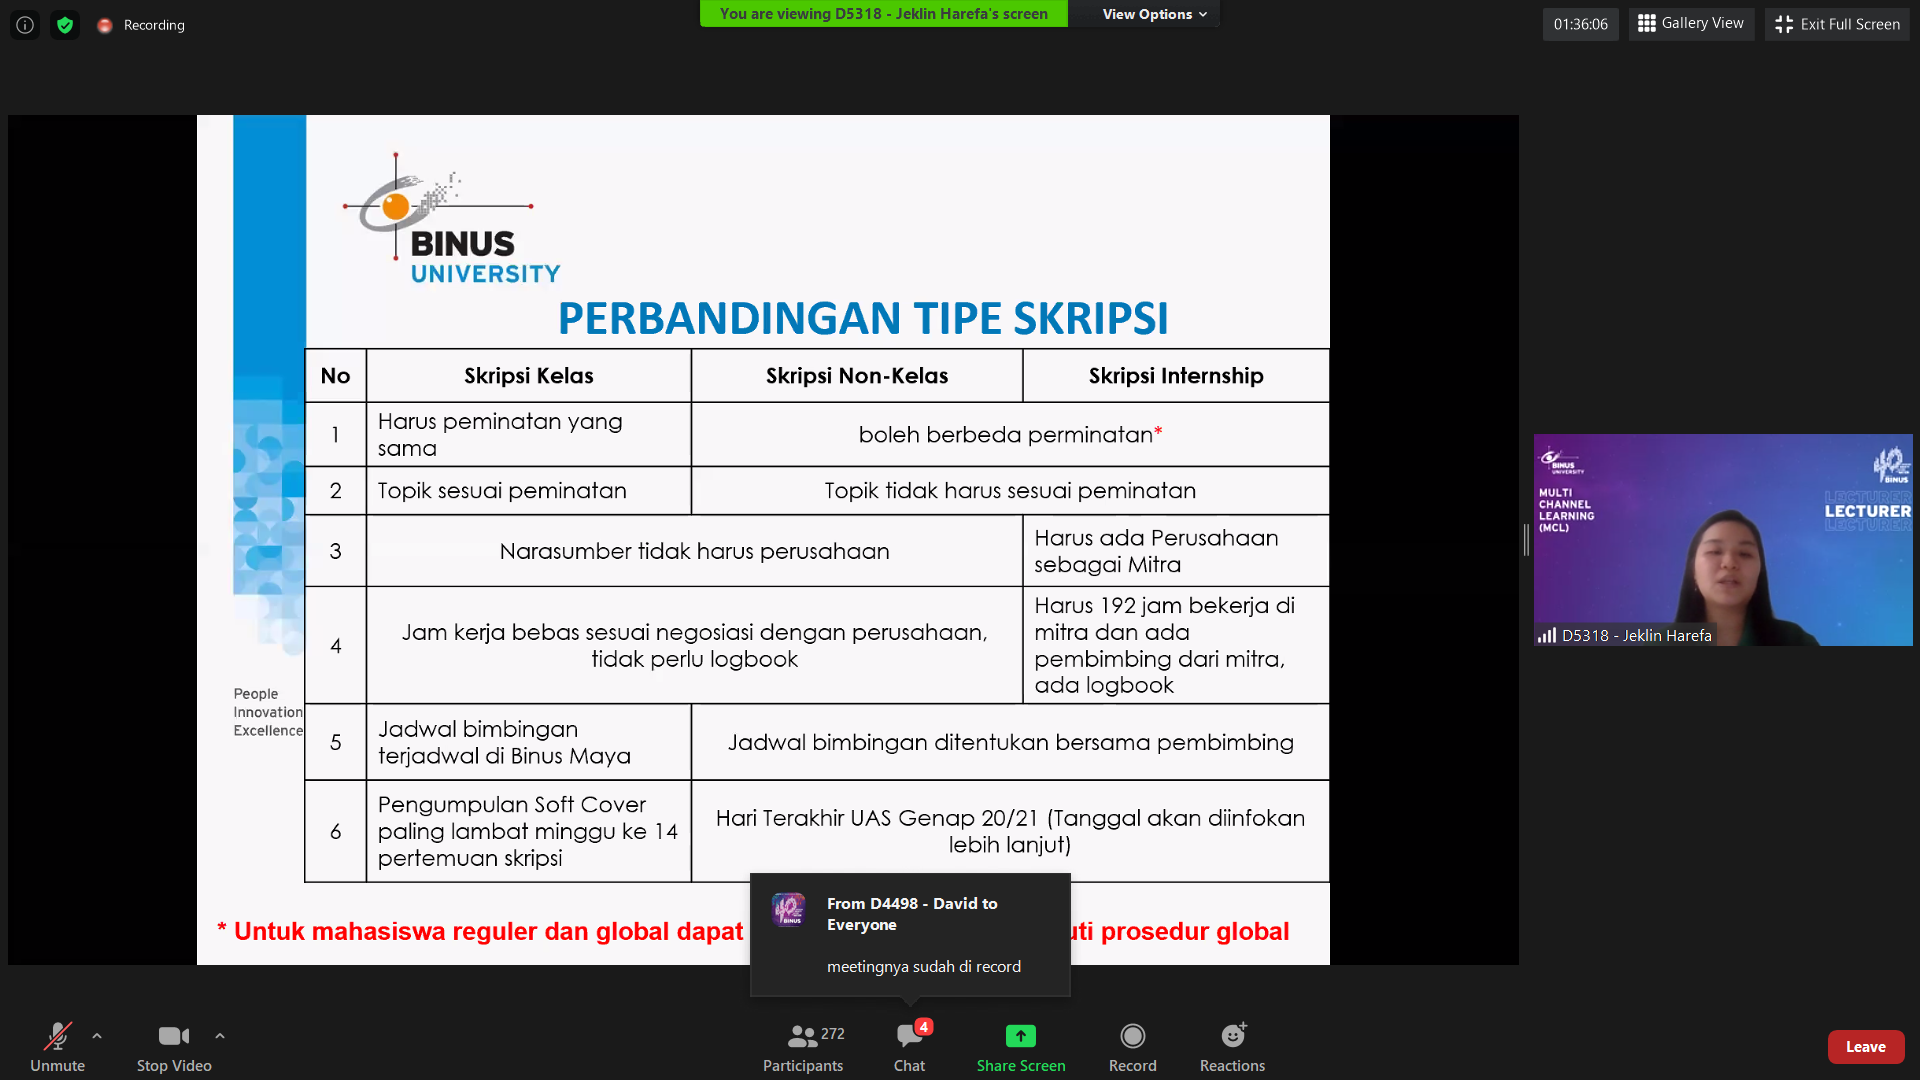 Recording
You are viewing D5318 - Jeklin Harefa's screen
View Options
01:36:06
Gallery View
Exit Full Screen
BINUS
UNIVERSITY
PERBANDINGAN TIPE SKRIPSI
No
Skripsi Kelas
Skripsi Non-Kelas
Skripsi Internship
1
Harus peminatan yang
sama
boleh berbeda perminatan*
2
Topik sesuai peminatan
Topik tidak harus sesuai peminatan
3
Narasumber tidak harus perusahaan
Harus ada Perusahaan
sebagai Mitra
4
Jam kerja bebas sesuai negosiasi dengan perusahaan,
tidak perlu logbook
Harus 192 jam bekerja di
mitra dan ada
pembimbing dari mitra,
ada logbook
5
Jadwal bimbingan
terjadwal di Binus Maya
Jadwal bimbingan ditentukan bersama pembimbing
6
Pengumpulan Soft Cover
paling lambat minggu ke 14
pertemuan skripsi
Hari Terakhir UAS Genap 20/21 (Tanggal akan diinfokan
lebih lanjut)
People
Innovation
Excellence
* Untuk mahasiswa reguler dan global dapat
uti prosedur global
From D4498 - David to
Everyone
meetingnya sudah di record
BINUS
UNIVERSITY
MULTI
CHANNEL
LEARNING
(MCL)
40
BINUS
LECTURER
LECTURER
LECTURER
D5318 - Jeklin Harefa
Unmute
Stop Video
272
Participants
4
Chat
Share Screen
Record
Reactions
Leave